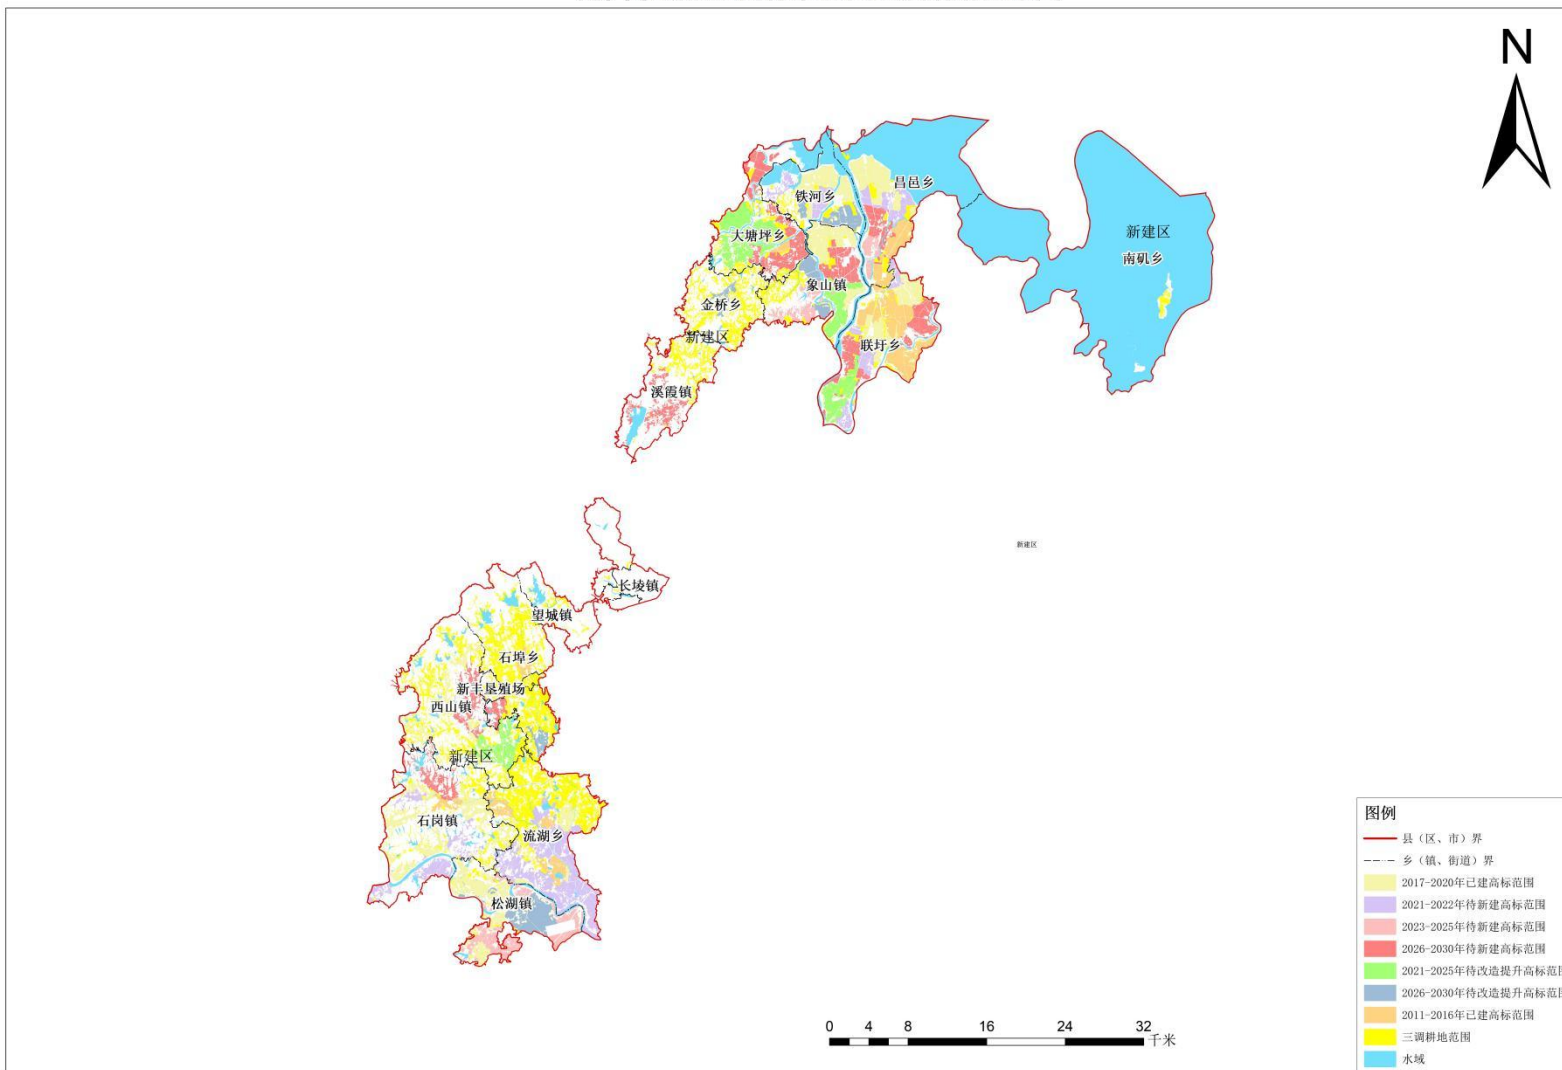 N
昌邑乡
铁河乡
新建区
大塘坪乡
南矶乡
象山镇
金桥乡
新建区
联圩乡
溪霞镇
新建区
长堎镇
望城镇
石埠乡
新丰垦殖场
西山镇
新建区
石岗镇
流湖乡
松湖镇
图例
县（区、市）界
乡（镇、街道）界
2017-2020年已建高标范围
2021-2022年待新建高标范围
2023-2025年待新建高标范围
2026-2030年待新建高标范围
2021-2025年待改造提升高标范围
2026-2030年待改造提升高标范围
2011-2016年已建高标范围
三调耕地范围
水域
0 4 8 16 24 32
千米